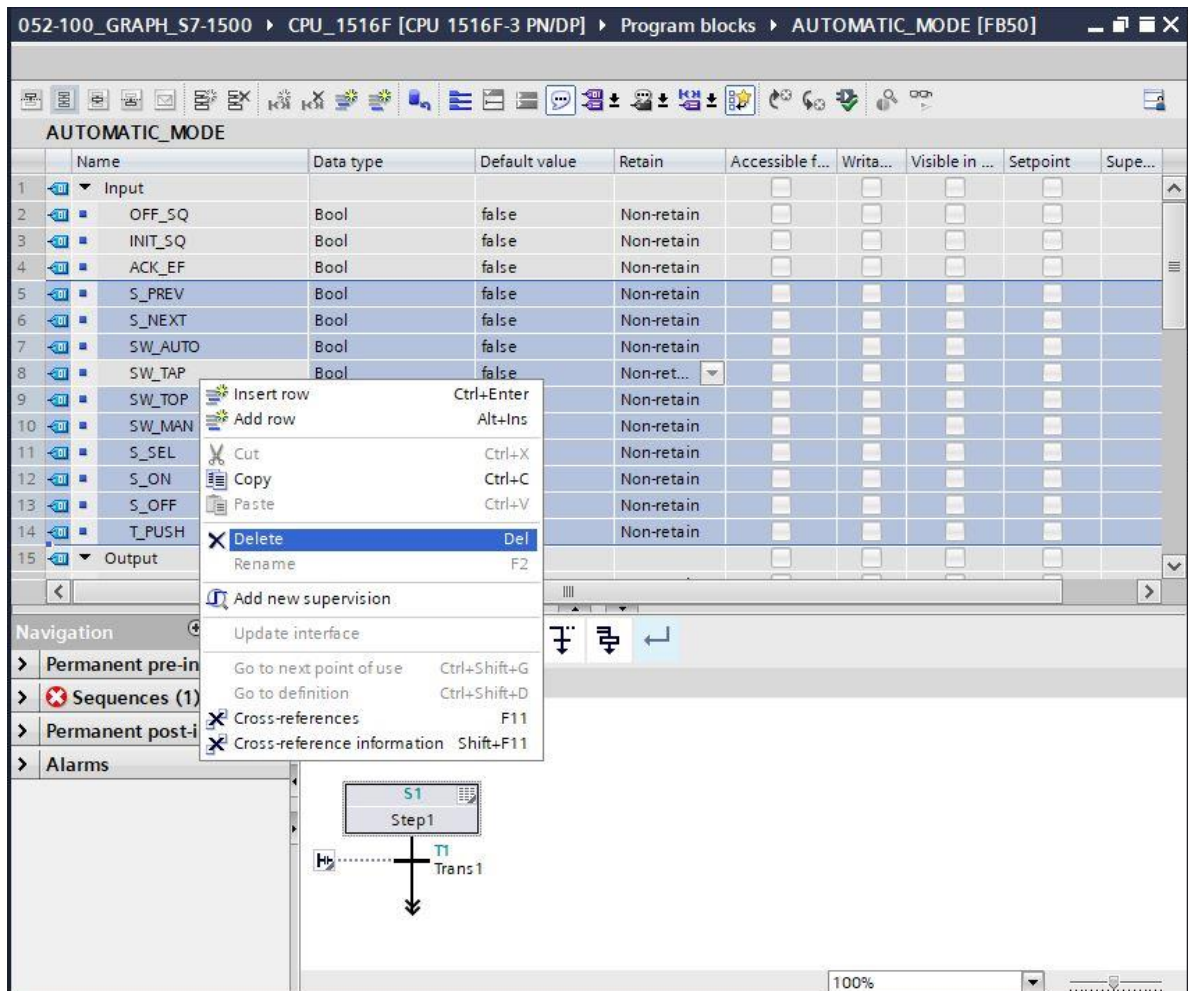 052-100_GRAPH_S7-1500 ▸ CPU_1516F [CPU 1516F-3 PN/DP] ▸ Program blocks ▸ AUTOMATIC_MODE [FB50]
AUTOMATIC_MODE
Name Data type Default value Retain Accessible f... Writa... Visible in ... Setpoint Supe...
1 Input
2 OFF_SQ Bool false Non-retain
3 INIT_SQ Bool false Non-retain
4 ACK_EF Bool false Non-retain
5 S_PREV Bool false Non-retain
6 S_NEXT Bool false Non-retain
7 SW_AUTO Bool false Non-retain
8 SW_TAP Bool false Non-ret...
9 SW_TOP Non-retain
10 SW_MAN Non-retain
11 S_SEL Non-retain
12 S_ON Non-retain
13 S_OFF Non-retain
14 T_PUSH Non-retain
15 Output
Insert row Ctrl+Enter
Add row Alt+Ins
Cut Ctrl+X
Copy Ctrl+C
Paste Ctrl+V
Delete Del
Rename F2
Add new supervision
Update interface
Go to next point of use Ctrl+Shift+G
Go to definition Ctrl+Shift+D
Cross-references F11
Cross-reference information Shift+F11
Navigation
Permanent pre-in
Sequences (1)
Permanent post-i
Alarms
S1
Step1
T1
Trans1
100%